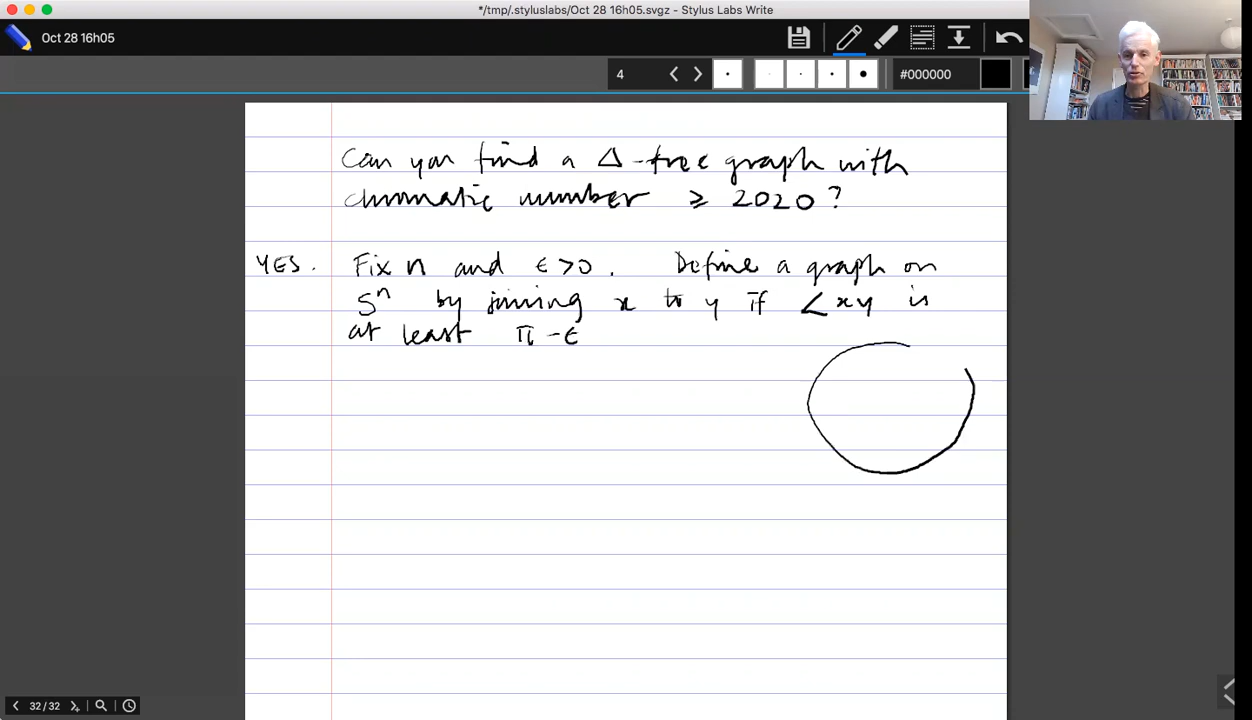 */tmp/.styluslabs/Oct 28 16h05.svgz - Stylus Labs Write
Oct 28 16h05
4
#000000
Can you find a Δ-free graph with
chromatic number ≥ 2020?
YES. Fix n and ϵ >0. Define a graph on
Sⁿ by joining x to y if ∠xy is
at least π-ϵ
32/32